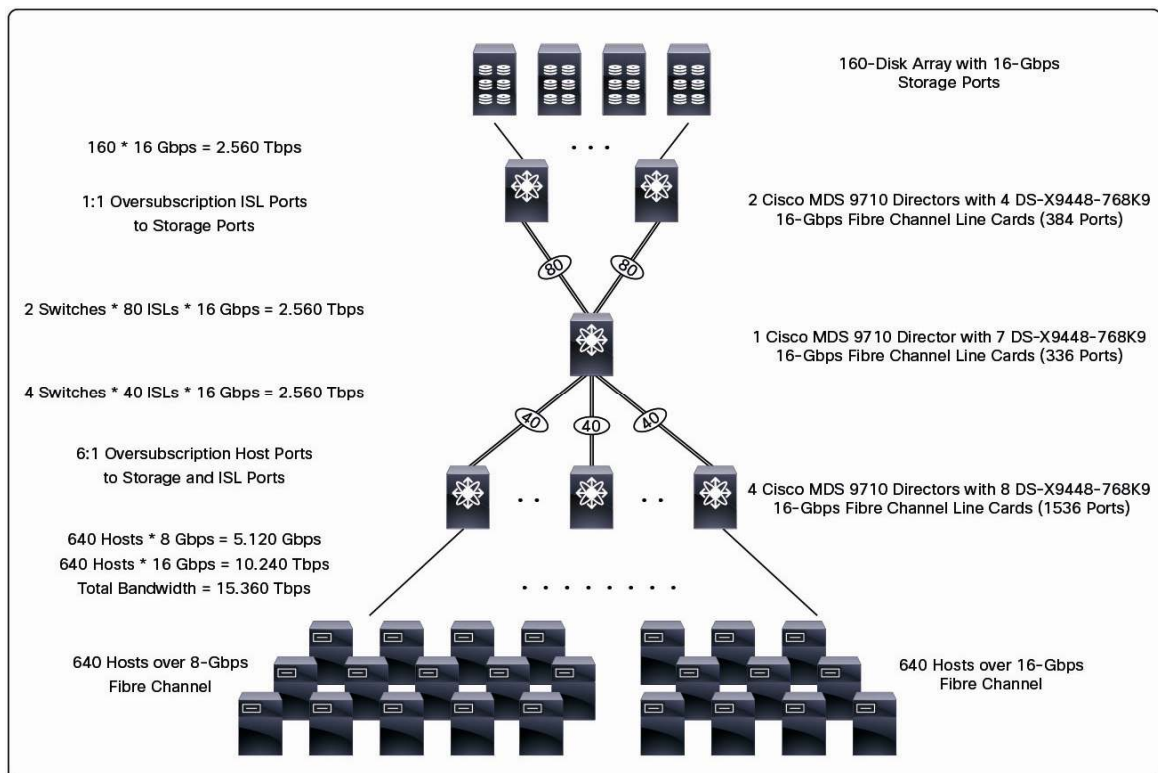 160-Disk Array with 16-Gbps
Storage Ports
160 * 16 Gbps = 2.560 Tbps
1:1 Oversubscription ISL Ports
to Storage Ports
2 Cisco MDS 9710 Directors with 4 DS-X9448-768K9
16-Gbps Fibre Channel Line Cards (384 Ports)
80
80
2 Switches * 80 ISLs * 16 Gbps = 2.560 Tbps
1 Cisco MDS 9710 Director with 7 DS-X9448-768K9
16-Gbps Fibre Channel Line Cards (336 Ports)
4 Switches * 40 ISLs * 16 Gbps = 2.560 Tbps
40
40
40
6:1 Oversubscription Host Ports
to Storage and ISL Ports
4 Cisco MDS 9710 Directors with 8 DS-X9448-768K9
16-Gbps Fibre Channel Line Cards (1536 Ports)
640 Hosts * 8 Gbps = 5.120 Gbps
640 Hosts * 16 Gbps = 10.240 Tbps
Total Bandwidth = 15.360 Tbps
640 Hosts over 8-Gbps
Fibre Channel
640 Hosts over 16-Gbps
Fibre Channel